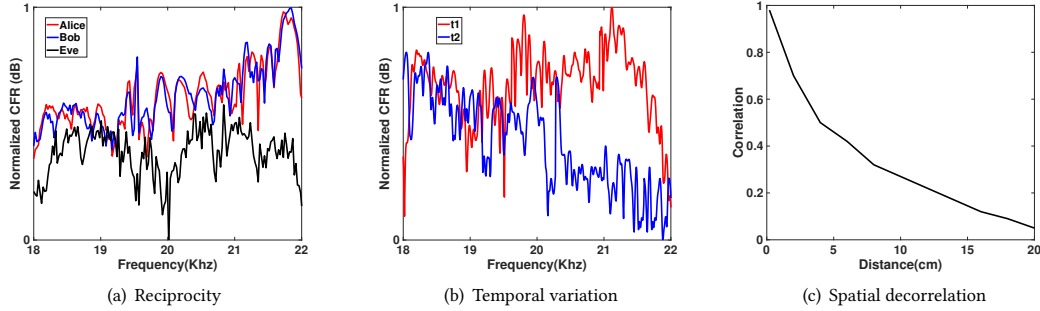 Normalized CFR (dB)
1
0
Alice
Bob
Eve
18
19
20
21
22
Frequency(Khz)
(a) Reciprocity
Normalized CFR (dB)
1
0
t1
t2
18
19
20
21
22
Frequency(Khz)
(b) Temporal variation
Correlation
1
0.8
0.6
0.4
0.2
0
0
5
10
15
20
Distance(cm)
(c) Spatial decorrelation